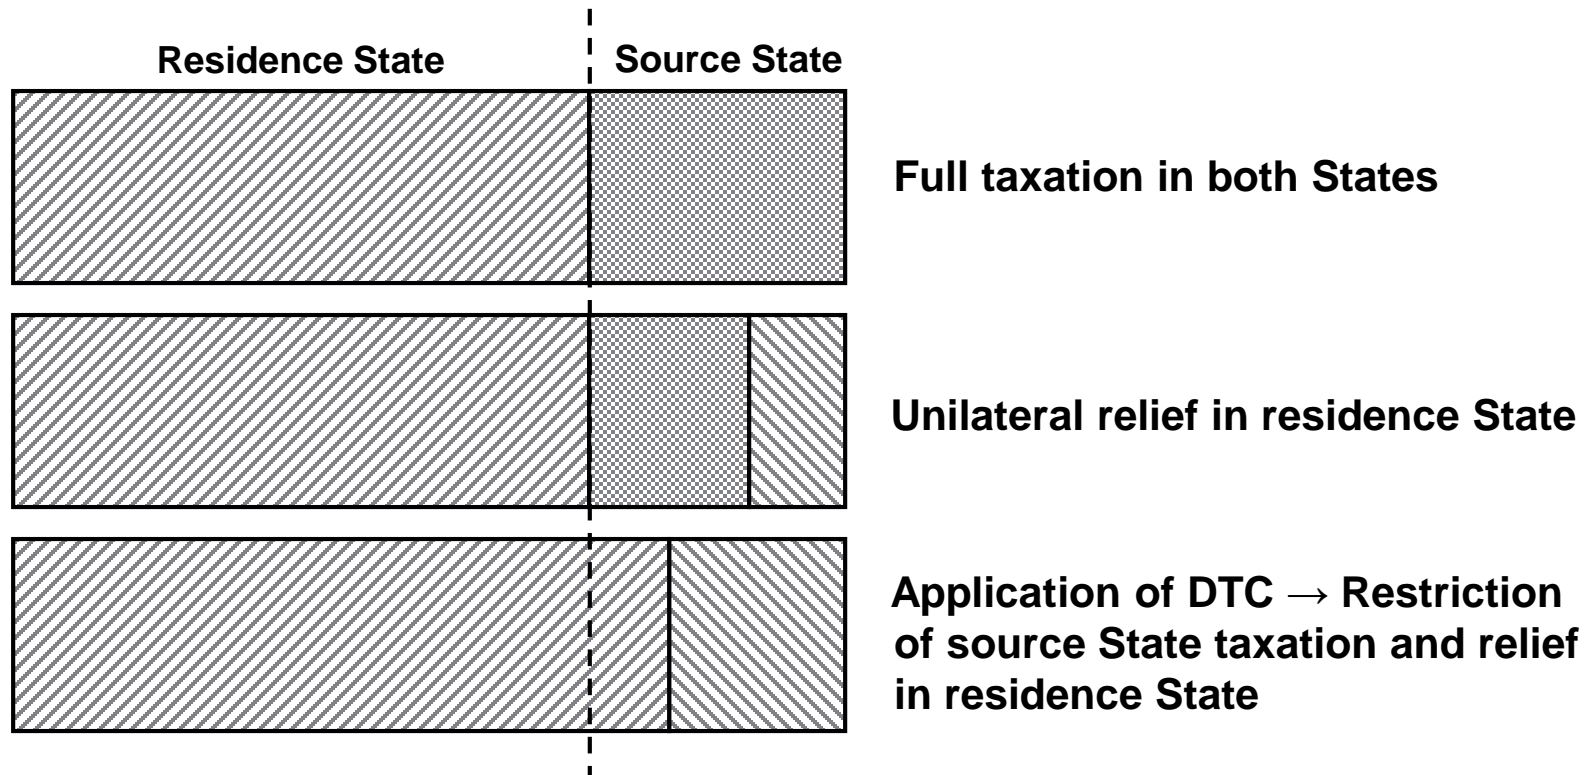 Residence State
Source State
Full taxation in both States
Unilateral relief in residence State
Application of DTC → Restriction
of source State taxation and relief
in residence State